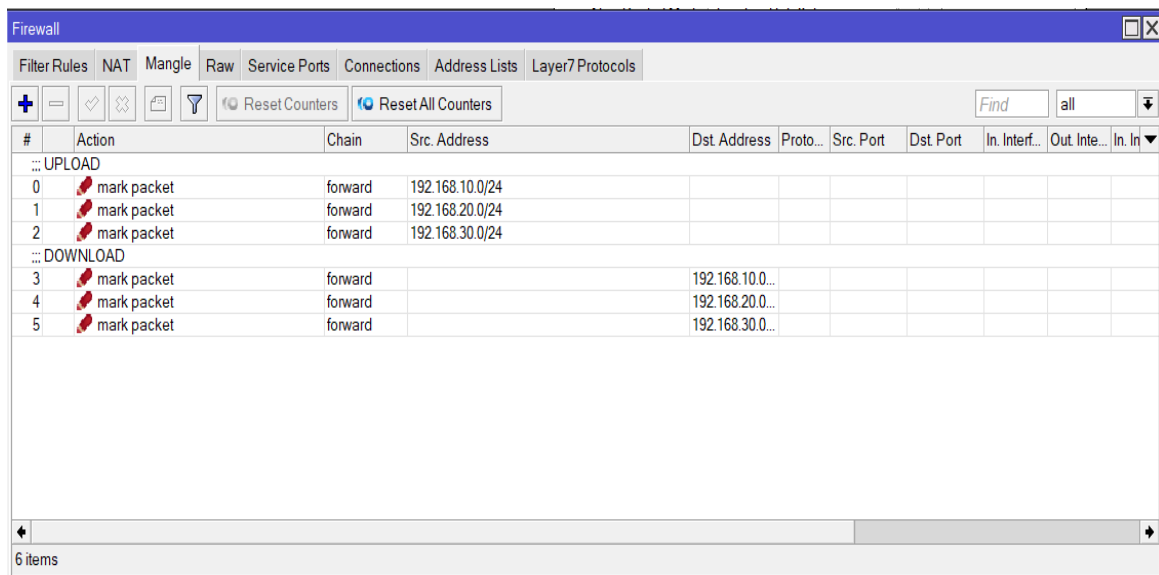 Firewall
Filter Rules NAT Mangle Raw Service Ports Connections Address Lists Layer7 Protocols
Reset Counters Reset All Counters Find all
# Action Chain Src. Address Dst. Address Proto... Src. Port Dst. Port In. Interf... Out. Inte... In. In
::: UPLOAD
0 mark packet forward 192.168.10.0/24
1 mark packet forward 192.168.20.0/24
2 mark packet forward 192.168.30.0/24
::: DOWNLOAD
3 mark packet forward 192.168.10.0...
4 mark packet forward 192.168.20.0...
5 mark packet forward 192.168.30.0...
6 items